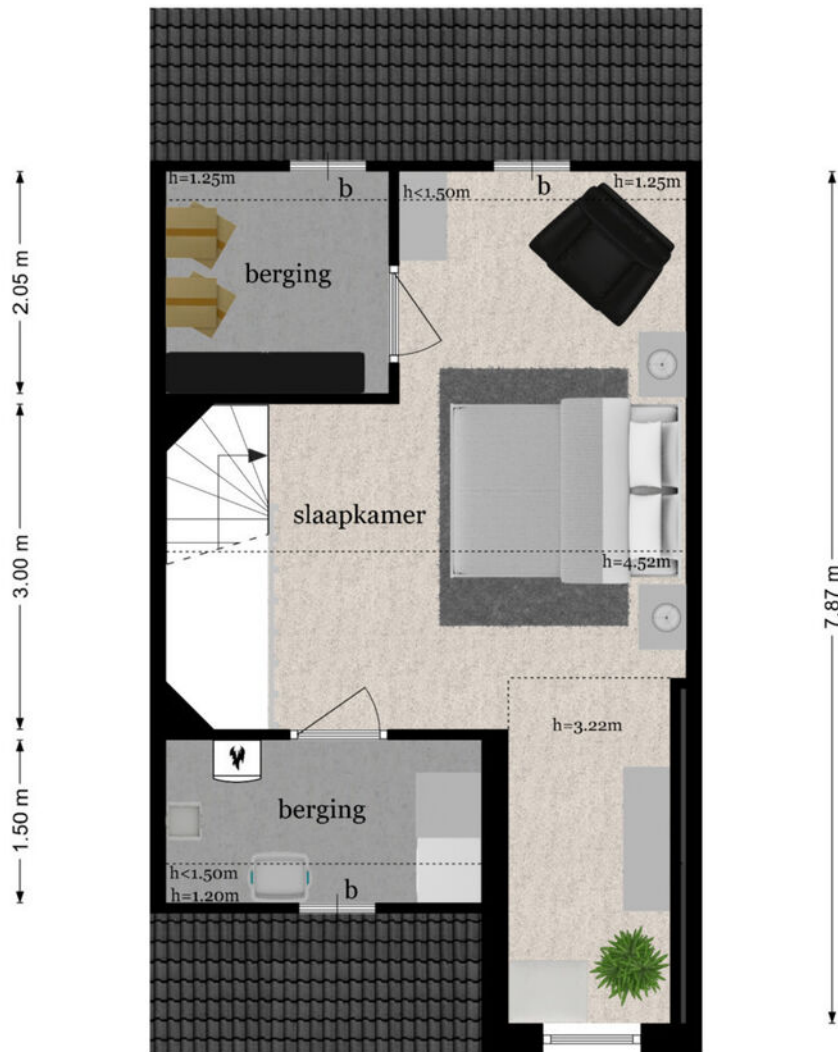 h=1.25m
b
h<1.50m
b
h=1.25m
berging
2.05 m
slaapkamer
h=4.52m
3.00 m
7.87 m
h=3.22m
berging
1.50 m
h<1.50m
h=1.20m
b